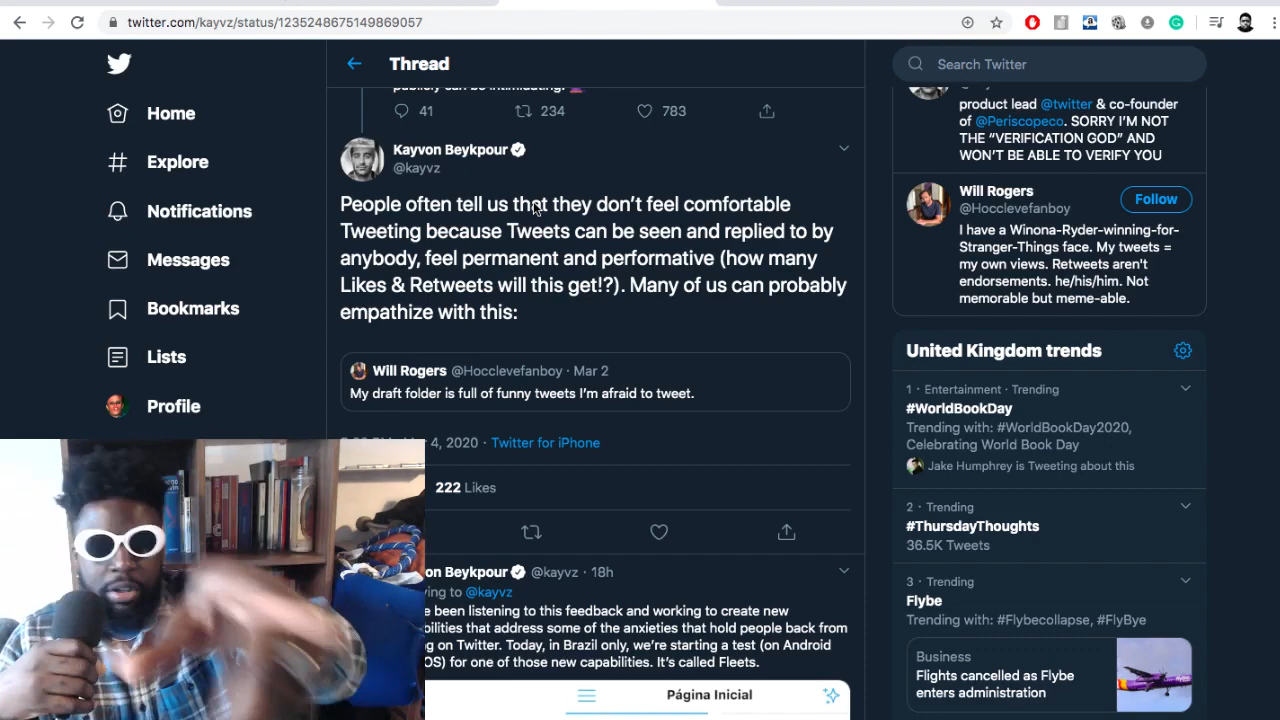 twitter.com/kayvz/status/1235248675149869057
Home
Explore
Notifications
Messages
Bookmarks
Lists
Profile
Thread
publicly can be intimidating.
41
234
783
Kayvon Beykpour
@kayvz
People often tell us that they don’t feel comfortable
Tweeting because Tweets can be seen and replied to by
anybody, feel permanent and performative (how many
Likes & Retweets will this get!?). Many of us can probably
empathize with this:
Will Rogers @Hocclevefanboy · Mar 2
My draft folder is full of funny tweets I’m afraid to tweet.
4, 2020 · Twitter for iPhone
222 Likes
on Beykpour @kayvz · 18h
ying to @kayvz
e been listening to this feedback and working to create new
bilities that address some of the anxieties that hold people back from
ng on Twitter. Today, in Brazil only, we’re starting a test (on Android
OS) for one of those new capabilities. It’s called Fleets.
Página Inicial
Search Twitter
product lead @twitter & co-founder
of @Periscopeco. SORRY I’M NOT
THE “VERIFICATION GOD” AND
WON’T BE ABLE TO VERIFY YOU
Will Rogers
@Hocclevefanboy
Follow
I have a Winona-Ryder-winning-for-
Stranger-Things face. My tweets =
my own views. Retweets aren't
endorsements. he/his/him. Not
memorable but meme-able.
United Kingdom trends
1 · Entertainment · Trending
#WorldBookDay
Trending with: #WorldBookDay2020,
Celebrating World Book Day
Jake Humphrey is Tweeting about this
2 · Trending
#ThursdayThoughts
36.5K Tweets
3 · Trending
Flybe
Trending with: #Flybecollapse, #FlyBye
Business
Flights cancelled as Flybe
enters administration